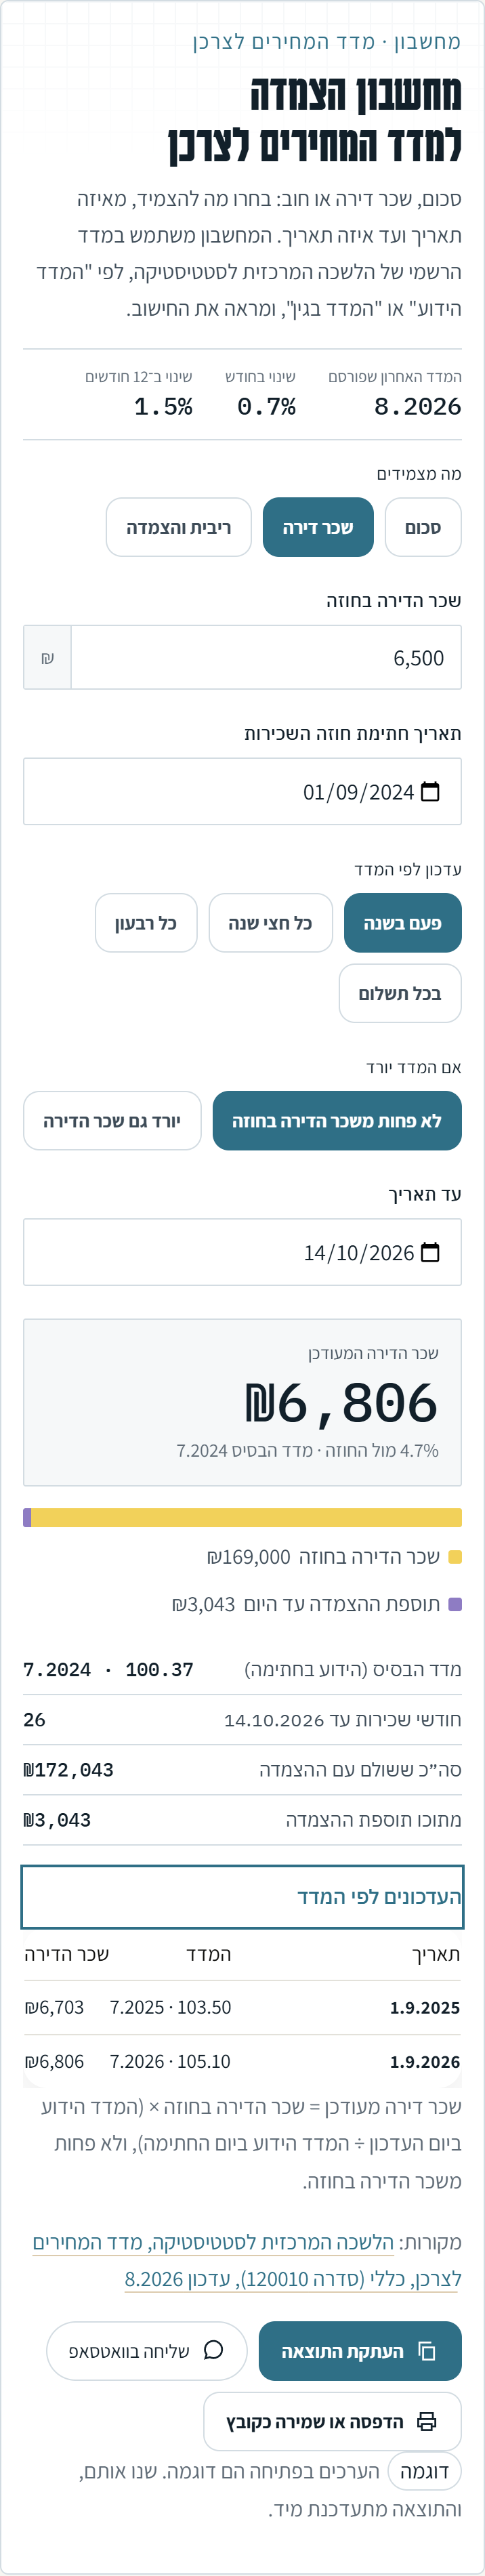 מחשבון · מדד המחירים לצרכן
מחשבון הצמדה
למדד המחירים לצרכן
סכום, שכר דירה או חוב: בחרו מה להצמיד, מאיזה
תאריך ועד איזה תאריך. המחשבון משתמש במדד
הרשמי של הלשכה המרכזית לסטטיסטיקה, לפי "המדד
הידוע" או "המדד בגין", ומראה את החישוב.
המדד האחרון שפורסם שינוי בחודש שינוי ב־12 חודשים
8.2026 0.7% 1.5%
מה מצמידים
סכום שכר דירה ריבית והצמדה
שכר הדירה בחוזה
6,500 ₪
תאריך חתימת חוזה השכירות
01/09/2024
עדכון לפי המדד
פעם בשנה כל חצי שנה כל רבעון
בכל תשלום
אם המדד יורד
לא פחות משכר הדירה בחוזה יורד גם שכר הדירה
עד תאריך
14/10/2026
שכר הדירה המעודכן
₪6,806
4.7% מול החוזה · מדד הבסיס 7.2024
שכר הדירה בחוזה ₪169,000
תוספת ההצמדה עד היום ₪3,043
מדד הבסיס (הידוע בחתימה) 7.2024 · 100.37
חודשי שכירות עד 14.10.2026 26
סה״כ ששולם עם ההצמדה ₪172,043
מתוכו תוספת ההצמדה ₪3,043
העדכונים לפי המדד
תאריך המדד שכר הדירה
1.9.2025 7.2025 · 103.50 ₪6,703
1.9.2026 7.2026 · 105.10 ₪6,806
שכר דירה מעודכן = שכר הדירה בחוזה × (המדד הידוע
ביום העדכון ÷ המדד הידוע ביום החתימה), ולא פחות
משכר הדירה בחוזה.
מקורות: הלשכה המרכזית לסטטיסטיקה, מדד המחירים
לצרכן, כללי (סדרה 120010), עדכון 8.2026
העתקת התוצאה שליחה בוואטסאפ
הדפסה או שמירה כקובץ
דוגמה הערכים בפתיחה הם דוגמה. שנו אותם,
והתוצאה מתעדכנת מיד.